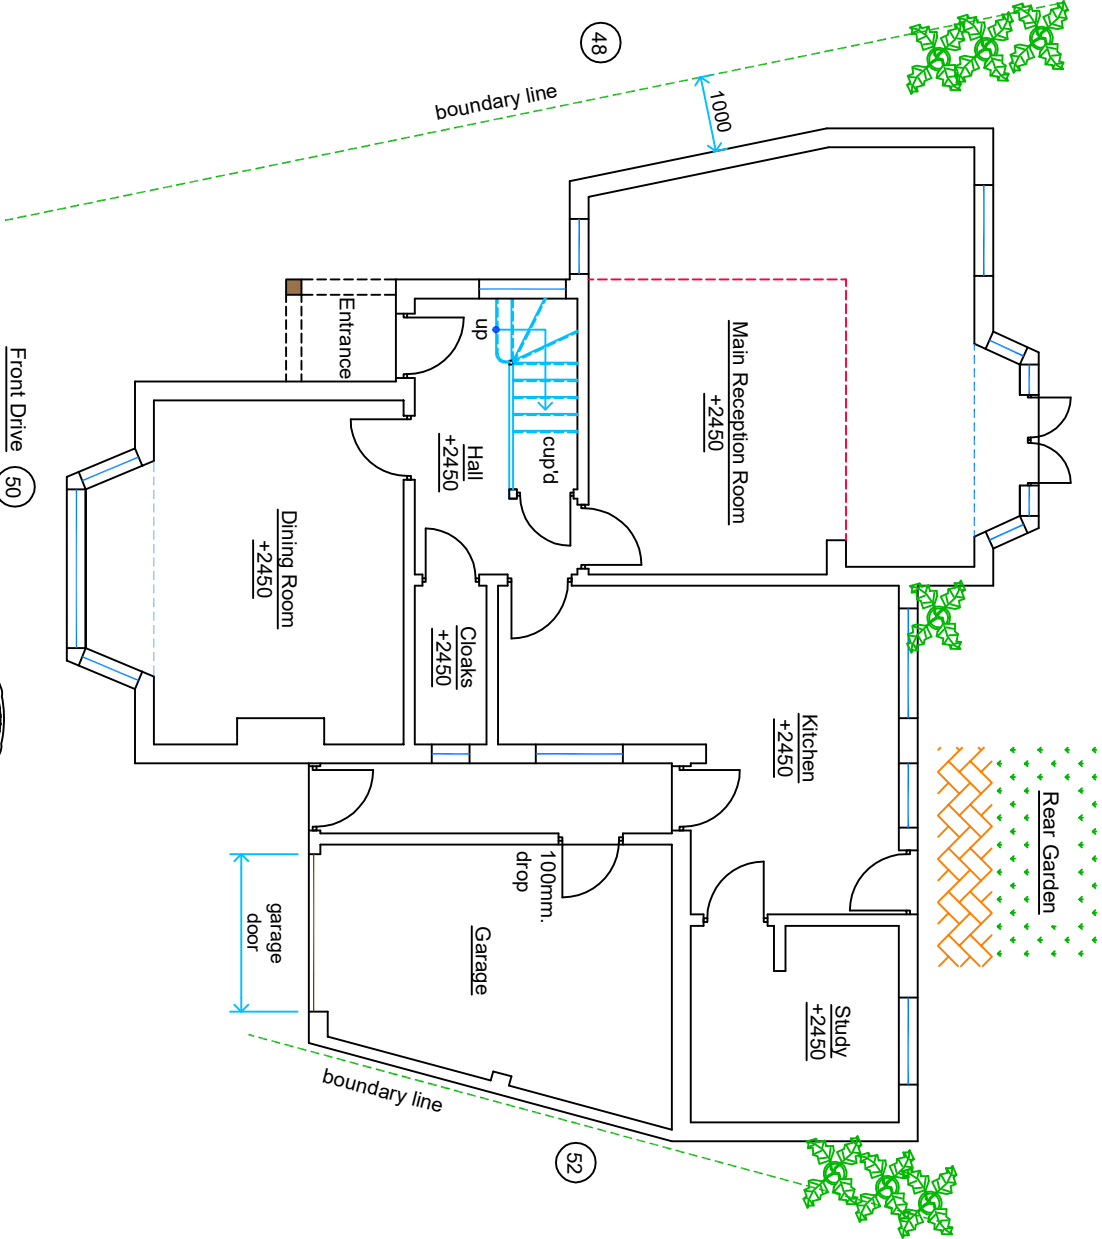 48
boundary line
1000
Entrance
up
cup'd
Main Reception Room
+2450
Hall
+2450
Front Drive
50
Dining Room
+2450
Cloaks
+2450
Kitchen
+2450
Rear Garden
100mm.
drop
garage
door
Garage
Study
+2450
boundary line
52